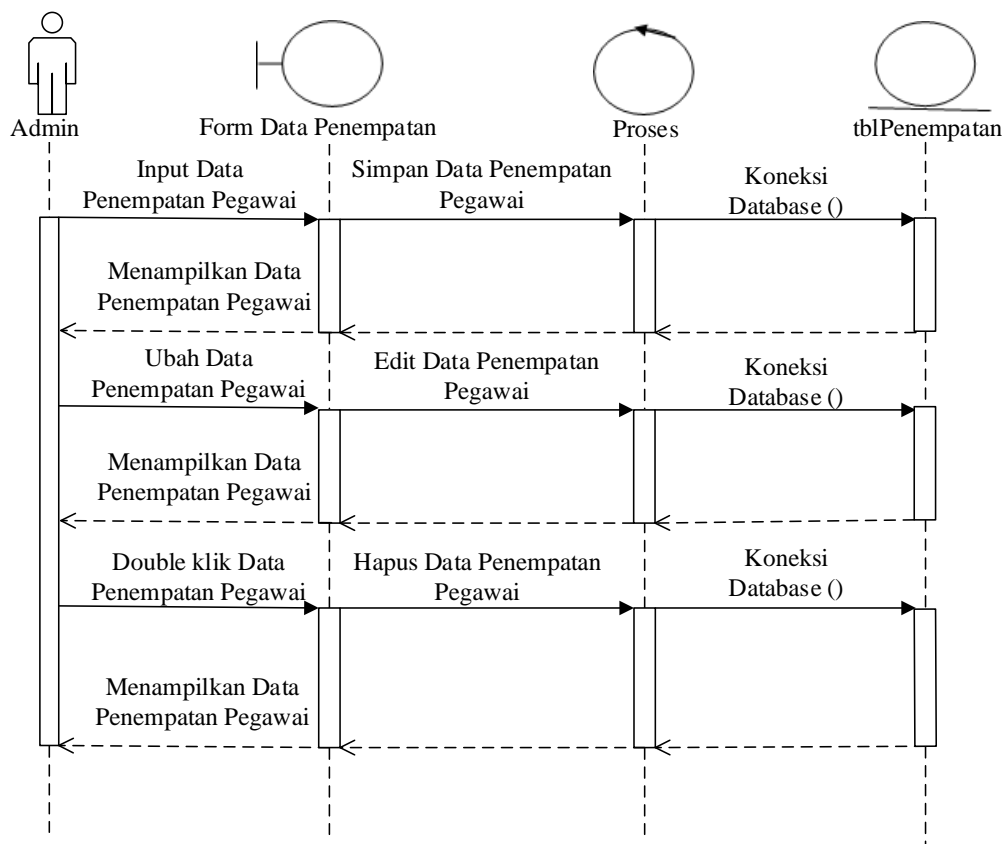 Admin
Form Data Penempatan
Proses
tblPenempatan
Input Data
Penempatan Pegawai
Simpan Data Penempatan
Pegawai
Koneksi
Database ()
Menampilkan Data
Penempatan Pegawai
Ubah Data
Penempatan Pegawai
Edit Data Penempatan
Pegawai
Koneksi
Database ()
Menampilkan Data
Penempatan Pegawai
Double klik Data
Penempatan Pegawai
Hapus Data Penempatan
Pegawai
Koneksi
Database ()
Menampilkan Data
Penempatan Pegawai